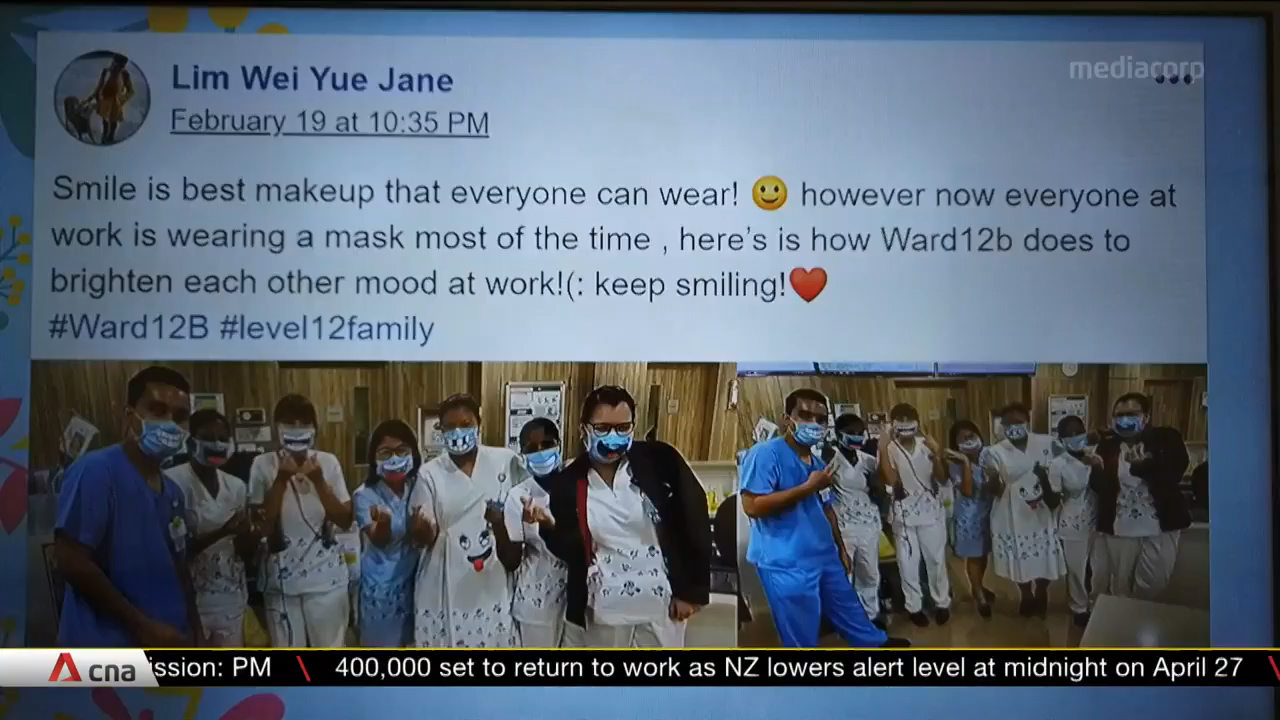 mediacorp
Lim Wei Yue Jane
February 19 at 10:35 PM
Smile is best makeup that everyone can wear! 🙂 however now everyone at
work is wearing a mask most of the time , here's is how Ward12b does to
brighten each other mood at work!(: keep smiling!❤️
#Ward12B #level12family
cna
ssion: PM \ 400,000 set to return to work as NZ lowers alert level at midnight on April 27 \